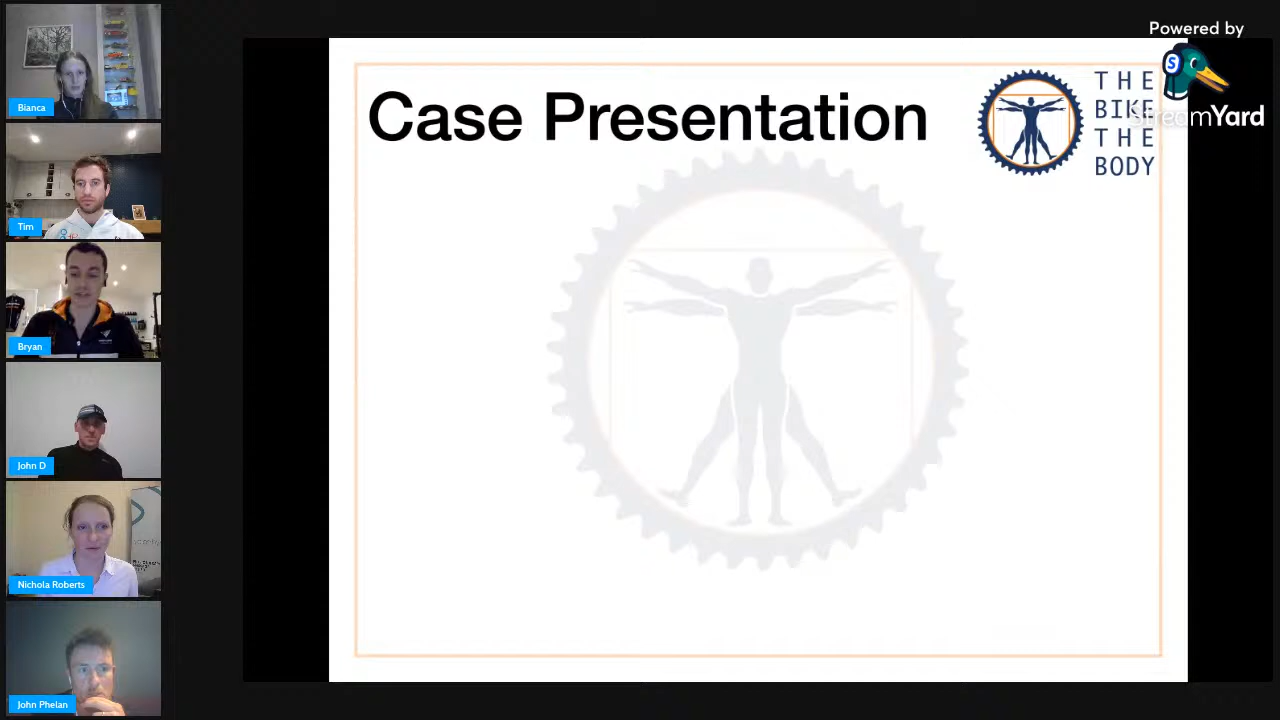 Bianca
Tim
Bryan
John D
Nichola Roberts
John Phelan
Case Presentation
THE
BIKE
THE
BODY
Powered by
S
StreamYard